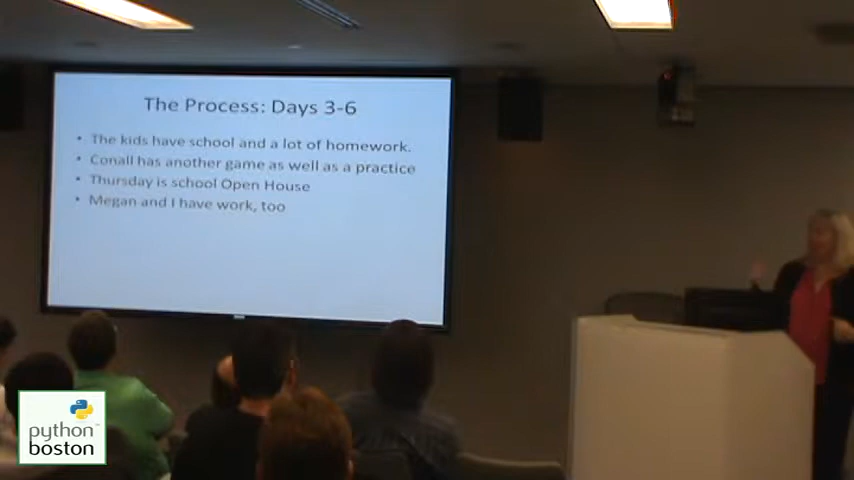 The Process: Days 3-6
• The kids have school and a lot of homework.
• Conall has another game as well as a practice
• Thursday is school Open House
• Megan and I have work, too
python™
boston